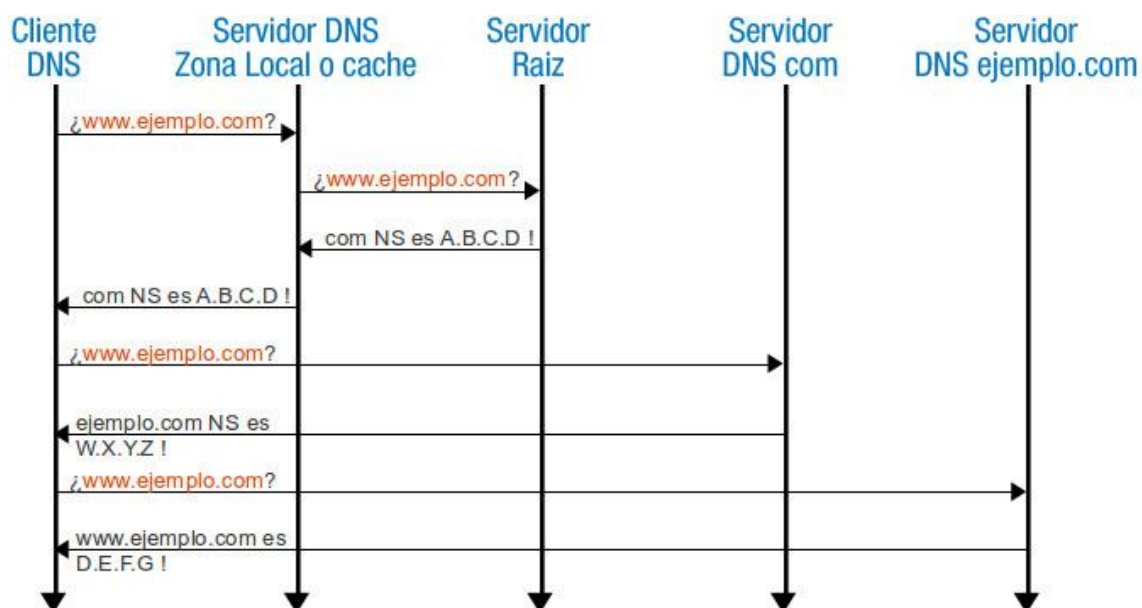 Cliente
DNS
Servidor DNS
Zona Local o cache
Servidor
Raiz
Servidor
DNS com
Servidor
DNS ejemplo.com
¿www.ejemplo.com?
¿www.ejemplo.com?
com NS es A.B.C.D !
com NS es A.B.C.D !
¿www.ejemplo.com?
ejemplo.com NS es
W.X.Y.Z !
¿www.ejemplo.com?
www.ejemplo.com es
D.E.F.G !